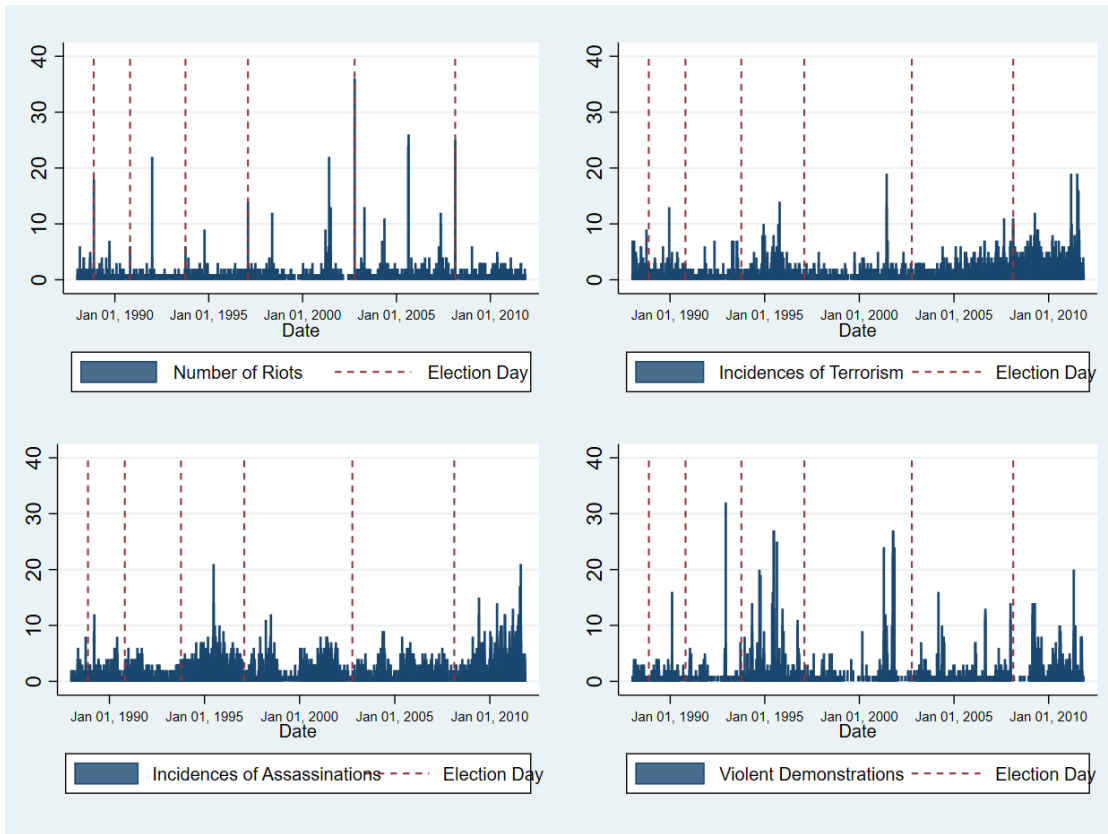 40
30
20
10
0
Jan 01, 1990 Jan 01, 1995 Jan 01, 2000 Jan 01, 2005 Jan 01, 2010
Date
Number of Riots Election Day
40
30
20
10
0
Jan 01, 1990 Jan 01, 1995 Jan 01, 2000 Jan 01, 2005 Jan 01, 2010
Date
Incidences of Terrorism Election Day
40
30
20
10
0
Jan 01, 1990 Jan 01, 1995 Jan 01, 2000 Jan 01, 2005 Jan 01, 2010
Date
Incidences of Assassinations Election Day
40
30
20
10
0
Jan 01, 1990 Jan 01, 1995 Jan 01, 2000 Jan 01, 2005 Jan 01, 2010
Date
Violent Demonstrations Election Day